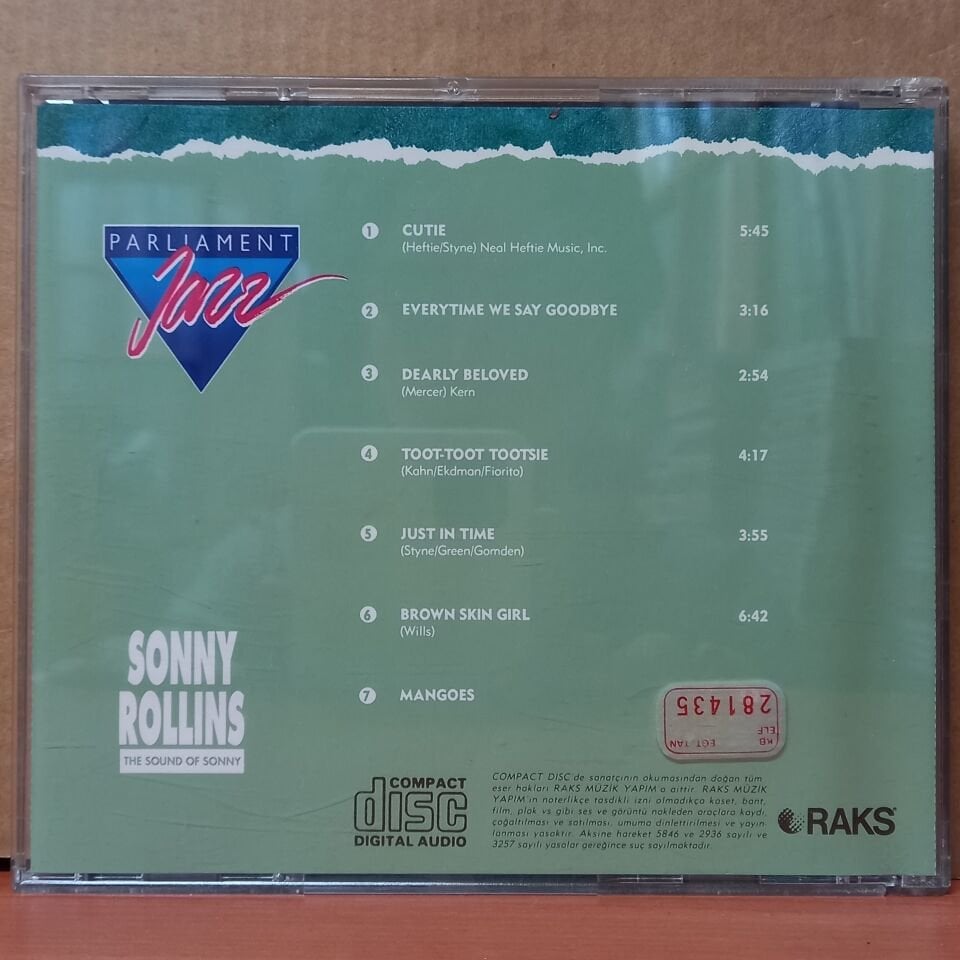 PARLIAMENT
Jazz
1 CUTIE 5:45
(Heftie/Styne) Neal Heftie Music, Inc.
2 EVERYTIME WE SAY GOODBYE 3:16
3 DEARLY BELOVED 2:54
(Mercer) Kern
4 TOOT-TOOT TOOTSIE 4:17
(Kahn/Ekdman/Fiorito)
5 JUST IN TIME 3:55
(Styne/Green/Gomden)
6 BROWN SKIN GIRL 6:42
(Wills)
7 MANGOES
SONNY
ROLLINS
THE SOUND OF SONNY
281435
KB EGT TAN
ELF
COMPACT
disc
DIGITAL AUDIO
COMPACT DISC'de sanatçının okumasından doğan tüm
eser hakları RAKS MÜZİK YAPIM'a aittir. RAKS MÜZİK
YAPIM'ın noterlikçe tasdikli izni olmadıkça kaset, bant,
film, plak vs gibi ses ve görüntü nakleden araçlara kaydı,
çoğaltılması ve satılması, umuma dinlettirilmesi ve yayın-
lanması yasaktır. Aksine hareket 5846 ve 2936 sayılı ve
3257 sayılı yasalar gereğince suç sayılmaktadır.
RAKS